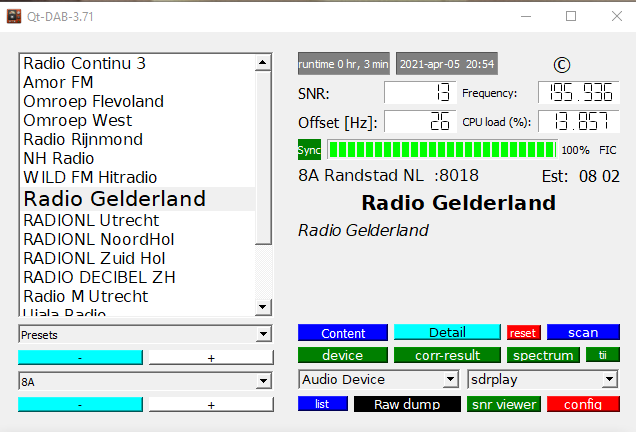 Qt-DAB-3.71
Radio Continu 3
Amor FM
Omroep Flevoland
Omroep West
Radio Rijnmond
NH Radio
WILD FM Hitradio
Radio Gelderland
RADIONL Utrecht
RADIONL NoordHol
RADIONL Zuid Hol
RADIO DECIBEL ZH
Radio M Utrecht
Presets
- +
8A
- +
runtime 0 hr, 3 min 2021-apr-05 20:54 ©
SNR: 13 Frequency: 195.936
Offset [Hz]: 26 CPU load (%): 13.857
Sync 100% FIC
8A Randstad NL :8018 Est: 08 02
Radio Gelderland
Radio Gelderland
Content Detail reset scan
device corr-result spectrum tii
Audio Device sdrplay
list Raw dump snr viewer config